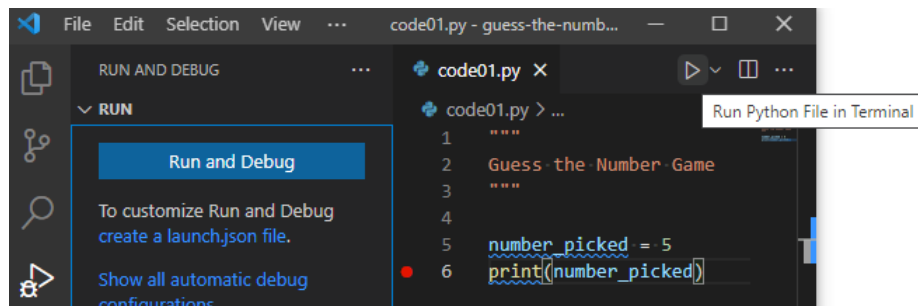 File Edit Selection View ··· code01.py - guess-the-numb...
RUN AND DEBUG ··· code01.py
RUN
code01.py > ...
Run Python File in Terminal
1 """
Run and Debug
2 Guess·the·Number·Game
3 """
To customize Run and Debug
create a launch.json file.
4
5 number_picked·=·5
Show all automatic debug
configurations
6 print(number_picked)